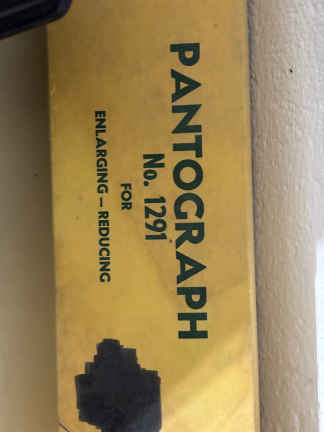 PANTOGRAPH
No. 1291
FOR
ENLARGING – REDUCING